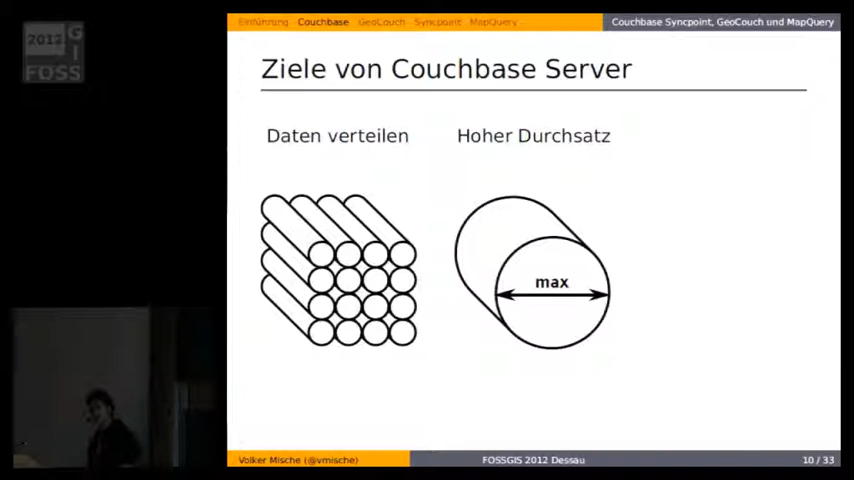 2012
GI
FOSS
Einführung Couchbase GeoCouch Syncpoint MapQuery
Couchbase Syncpoint, GeoCouch und MapQuery
Ziele von Couchbase Server
Daten verteilen
Hoher Durchsatz
max
Volker Mische (@vmische)
FOSSGIS 2012 Dessau
10 / 33